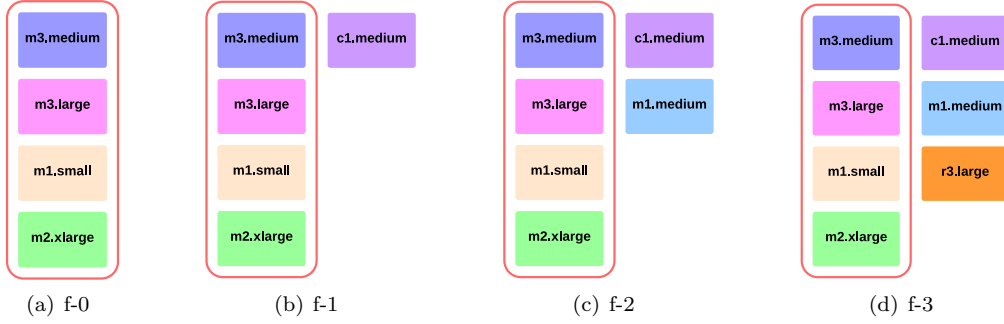 m3.medium
m3.large
m1.small
m2.xlarge
(a) f-0
m3.medium c1.medium
m3.large
m1.small
m2.xlarge
(b) f-1
m3.medium c1.medium
m3.large m1.medium
m1.small
m2.xlarge
(c) f-2
m3.medium c1.medium
m3.large m1.medium
m1.small r3.large
m2.xlarge
(d) f-3